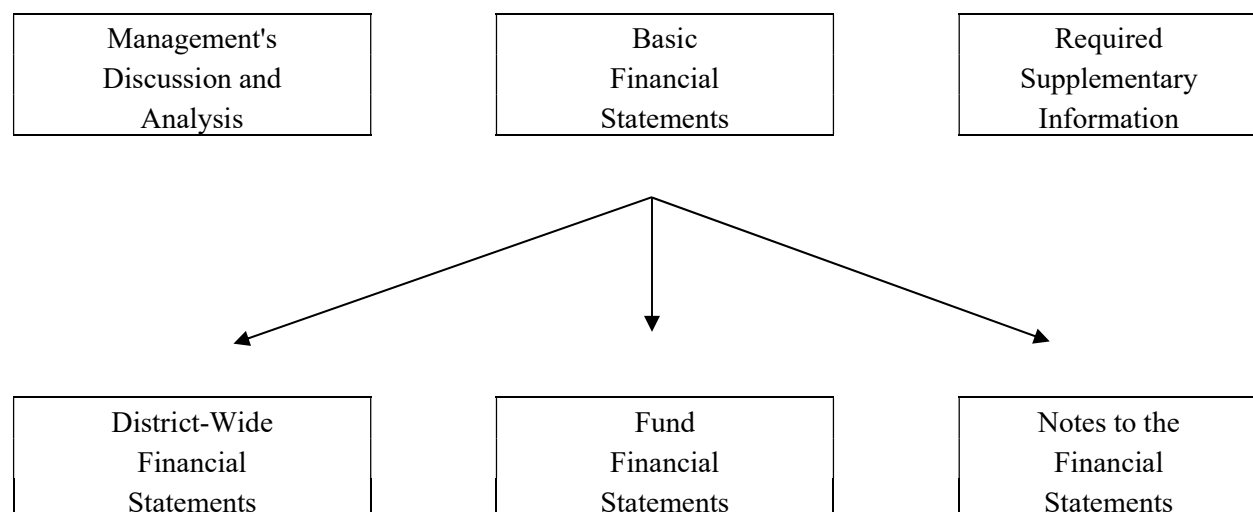 Management's
Discussion and
Analysis
Basic
Financial
Statements
Required
Supplementary
Information
District-Wide
Financial
Statements
Fund
Financial
Statements
Notes to the
Financial
Statements